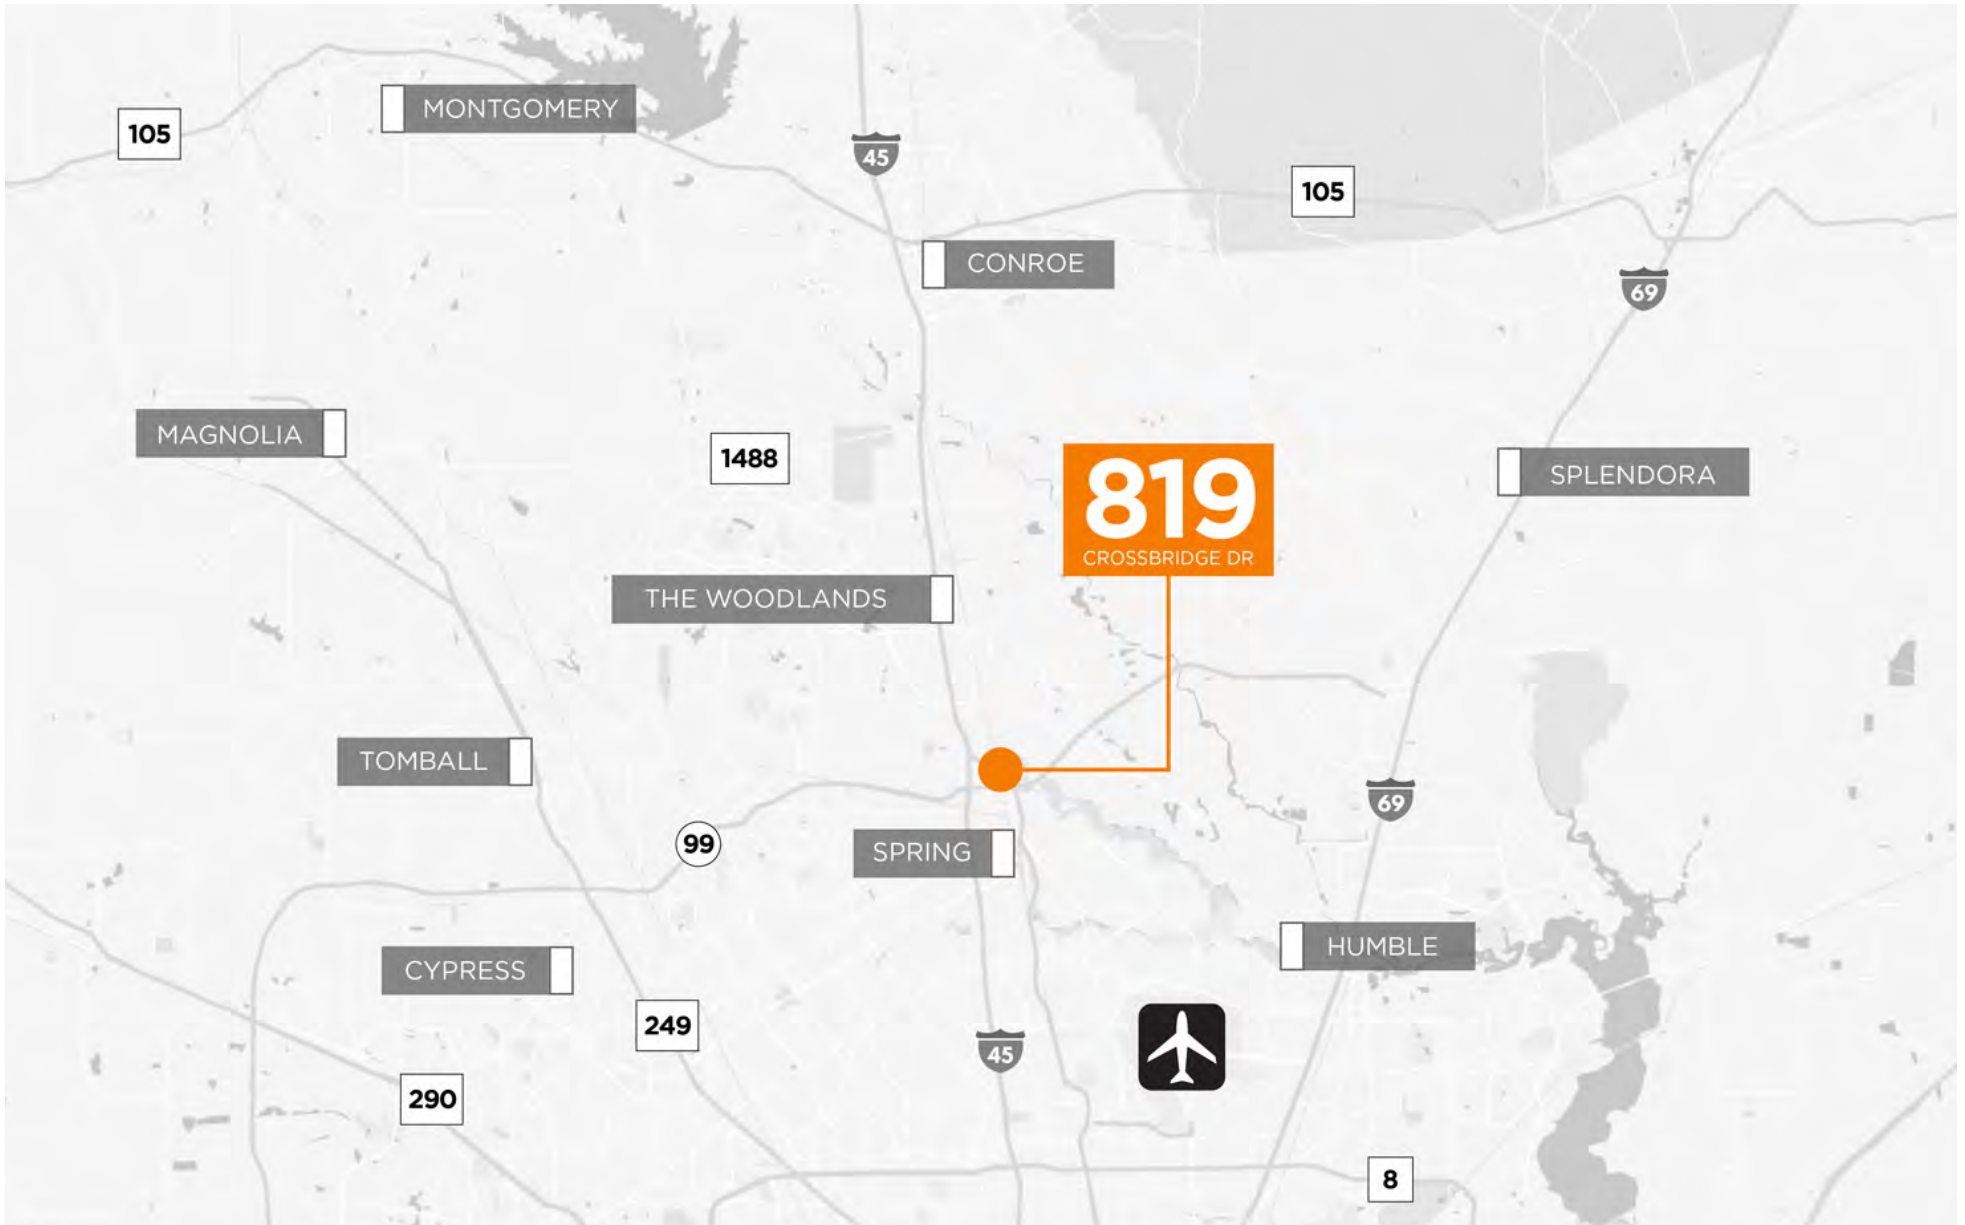 MONTGOMERY
105
45
105
CONROE
69
MAGNOLIA
1488
819
CROSSBRIDGE DR
SPLENDORA
THE WOODLANDS
TOMBALL
69
99
SPRING
HUMBLE
CYPRESS
249
45
290
8